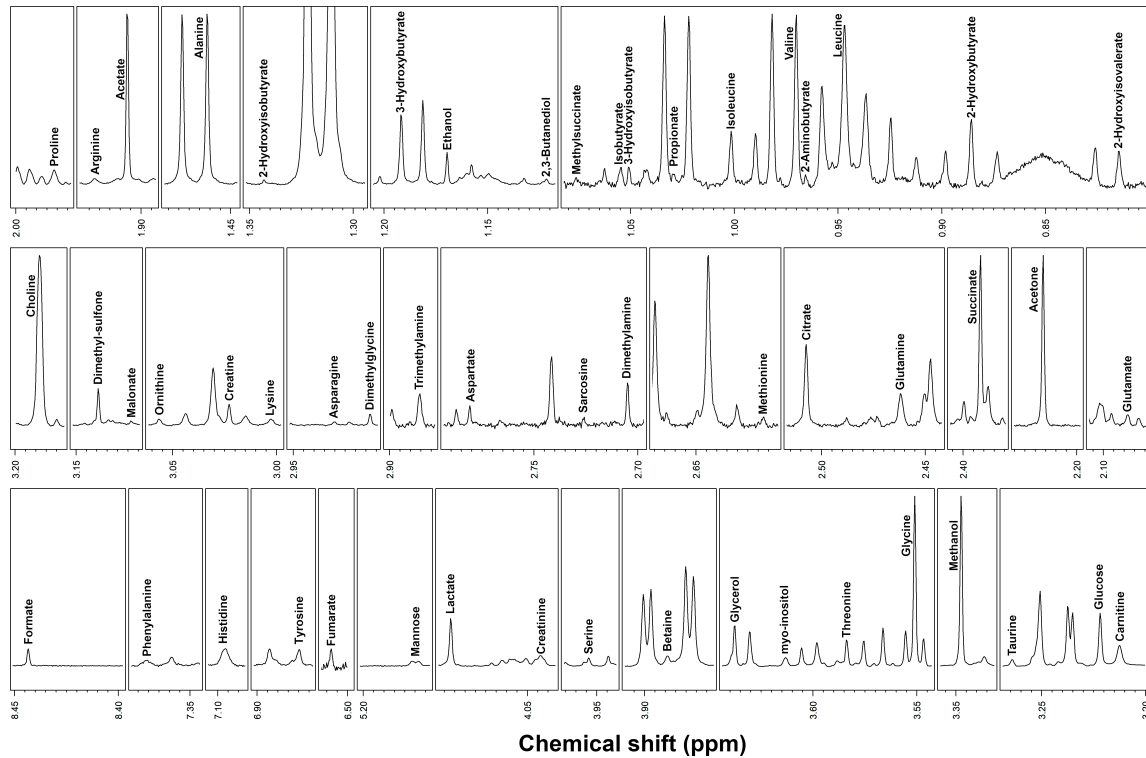 Proline
Arginine
Acetate
Alanine
2-Hydroxyisobutyrate
3-Hydroxybutyrate
Ethanol
2,3-Butanediol
Methylsuccinate
Isobutyrate
3-Hydroxyisobutyrate
Propionate
Isoleucine
Valine
2-Aminobutyrate
Leucine
2-Hydroxybutyrate
2-Hydroxyisovalerate
2.00
1.90
1.45
1.35
1.30
1.20
1.15
1.05
1.00
0.95
0.90
0.85
Choline
Dimethyl-sulfone
Malonate
Ornithine
Creatine
Lysine
Asparagine
Dimethylglycine
Trimethylamine
Aspartate
Sarcosine
Dimethylamine
Methionine
Citrate
Glutamine
Succinate
Acetone
Glutamate
3.20
3.15
3.05
3.00
2.95
2.90
2.75
2.70
2.65
2.50
2.45
2.40
2.20
2.10
Formate
Phenylalanine
Histidine
Tyrosine
Fumarate
Mannose
Lactate
Creatinine
Serine
Betaine
Glycerol
myo-inositol
Threonine
Glycine
Methanol
Taurine
Glucose
Carnitine
8.45
8.40
7.35
7.10
6.90
6.50
5.20
4.05
3.95
3.90
3.60
3.55
3.35
3.25
3.20
Chemical shift (ppm)